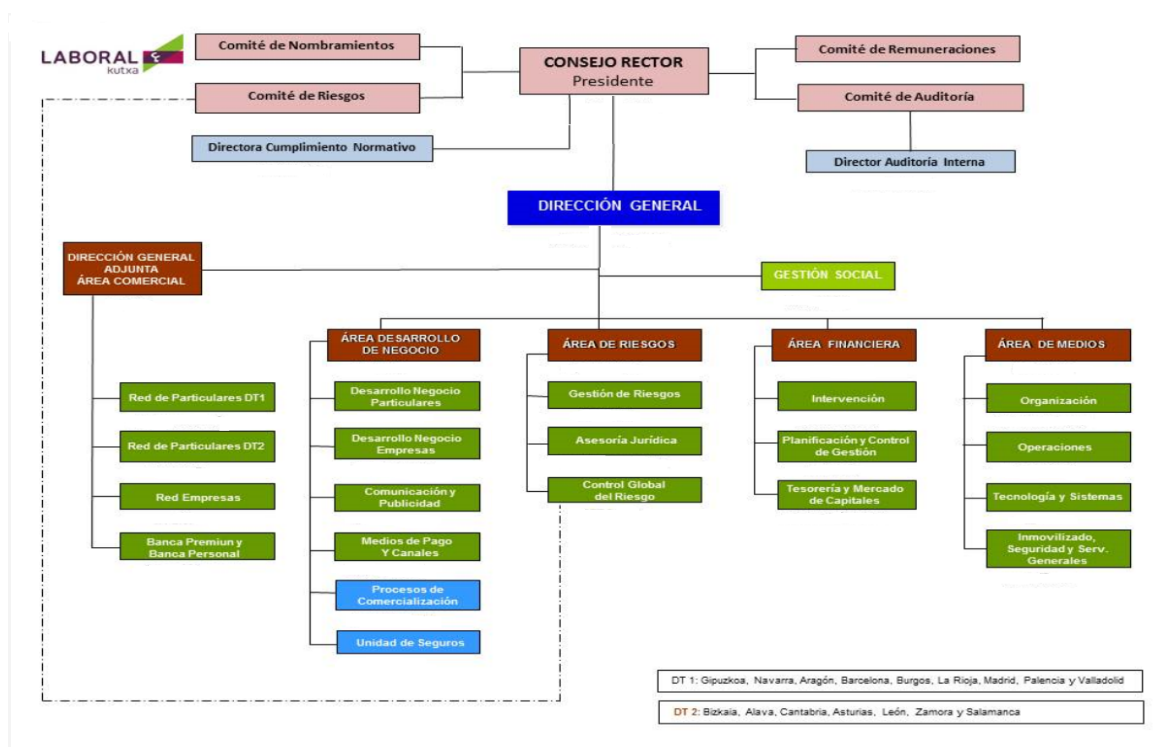 LABORAL
kutxa
Comité de Nombramientos
Comité de Riesgos
CONSEJO RECTOR
Presidente
Comité de Remuneraciones
Comité de Auditoría
Directora Cumplimiento Normativo
Director Auditoría Interna
DIRECCIÓN GENERAL
DIRECCIÓN GENERAL
ADJUNTA
ÁREA COMERCIAL
GESTIÓN SOCIAL
ÁREA DESARROLLO
DE NEGOCIO
ÁREA DE RIESGOS
ÁREA FINANCIERA
ÁREA DE MEDIOS
Red de Particulares DT1
Red de Particulares DT2
Red Empresas
Banca Premiun y
Banca Personal
Desarrollo Negocio
Particulares
Desarrollo Negocio
Empresas
Comunicación y
Publicidad
Medios de Pago
Y Canales
Procesos de
Comercialización
Unidad de Seguros
Gestión de Riesgos
Asesoría Jurídica
Control Global
del Riesgo
Intervención
Planificación y Control
de Gestión
Tesorería y Mercado
de Capitales
Organización
Operaciones
Tecnología y Sistemas
Inmovilizado,
Seguridad y Serv.
Generales
DT 1: Gipuzkoa, Navarra, Aragón, Barcelona, Burgos, La Rioja, Madrid, Palencia y Valladolid
DT 2: Bizkaia, Alava, Cantabria, Asturias, León, Zamora y Salamanca